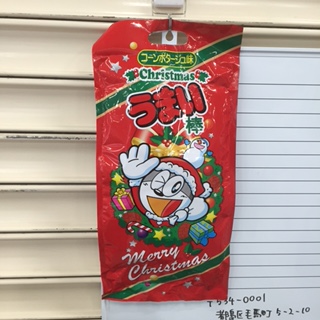 コーンポタージュ味
Christmas
うまい棒
Merry
Christmas
〒534-0001
都島区毛馬町5-2-10